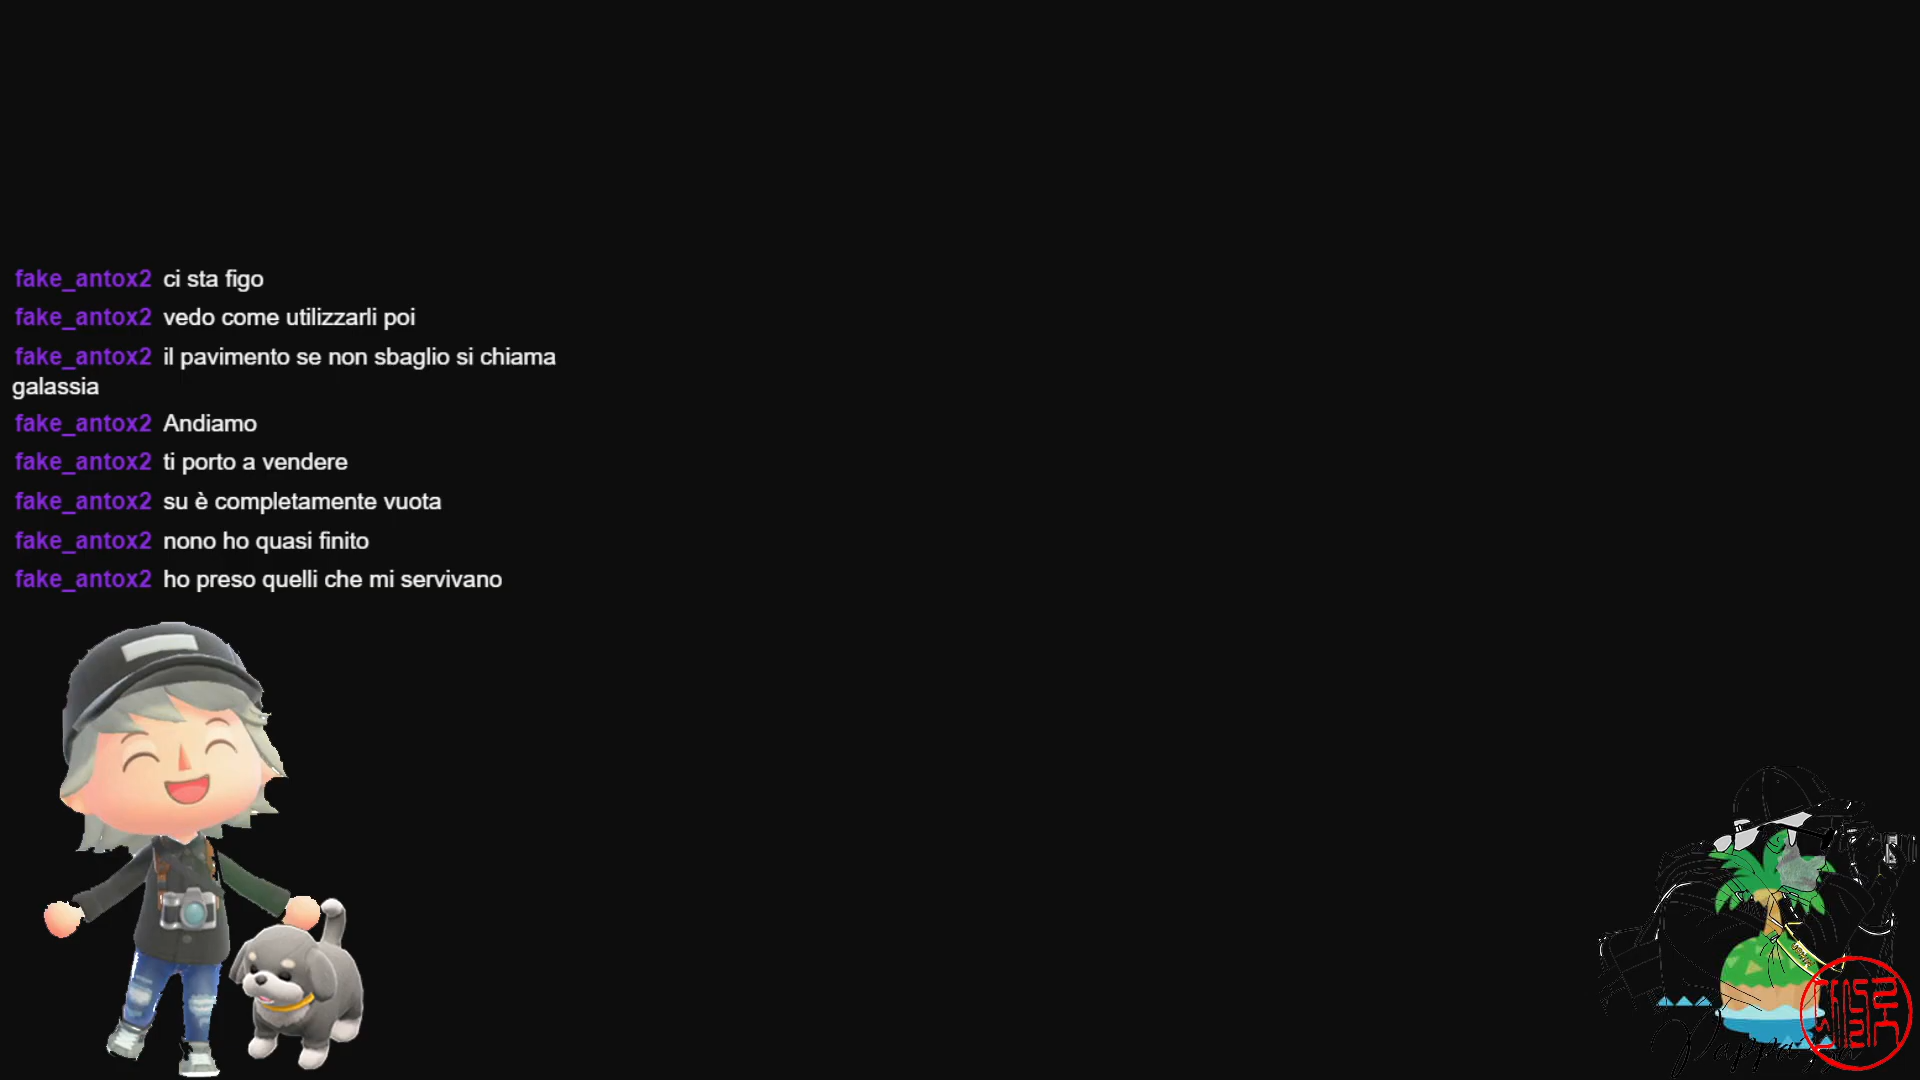 fake_antox2 ci sta figo
fake_antox2 vedo come utilizzarli poi
fake_antox2 il pavimento se non sbaglio si chiama
galassia
fake_antox2 Andiamo
fake_antox2 ti porto a vendere
fake_antox2 su è completamente vuota
fake_antox2 nono ho quasi finito
fake_antox2 ho preso quelli che mi servivano